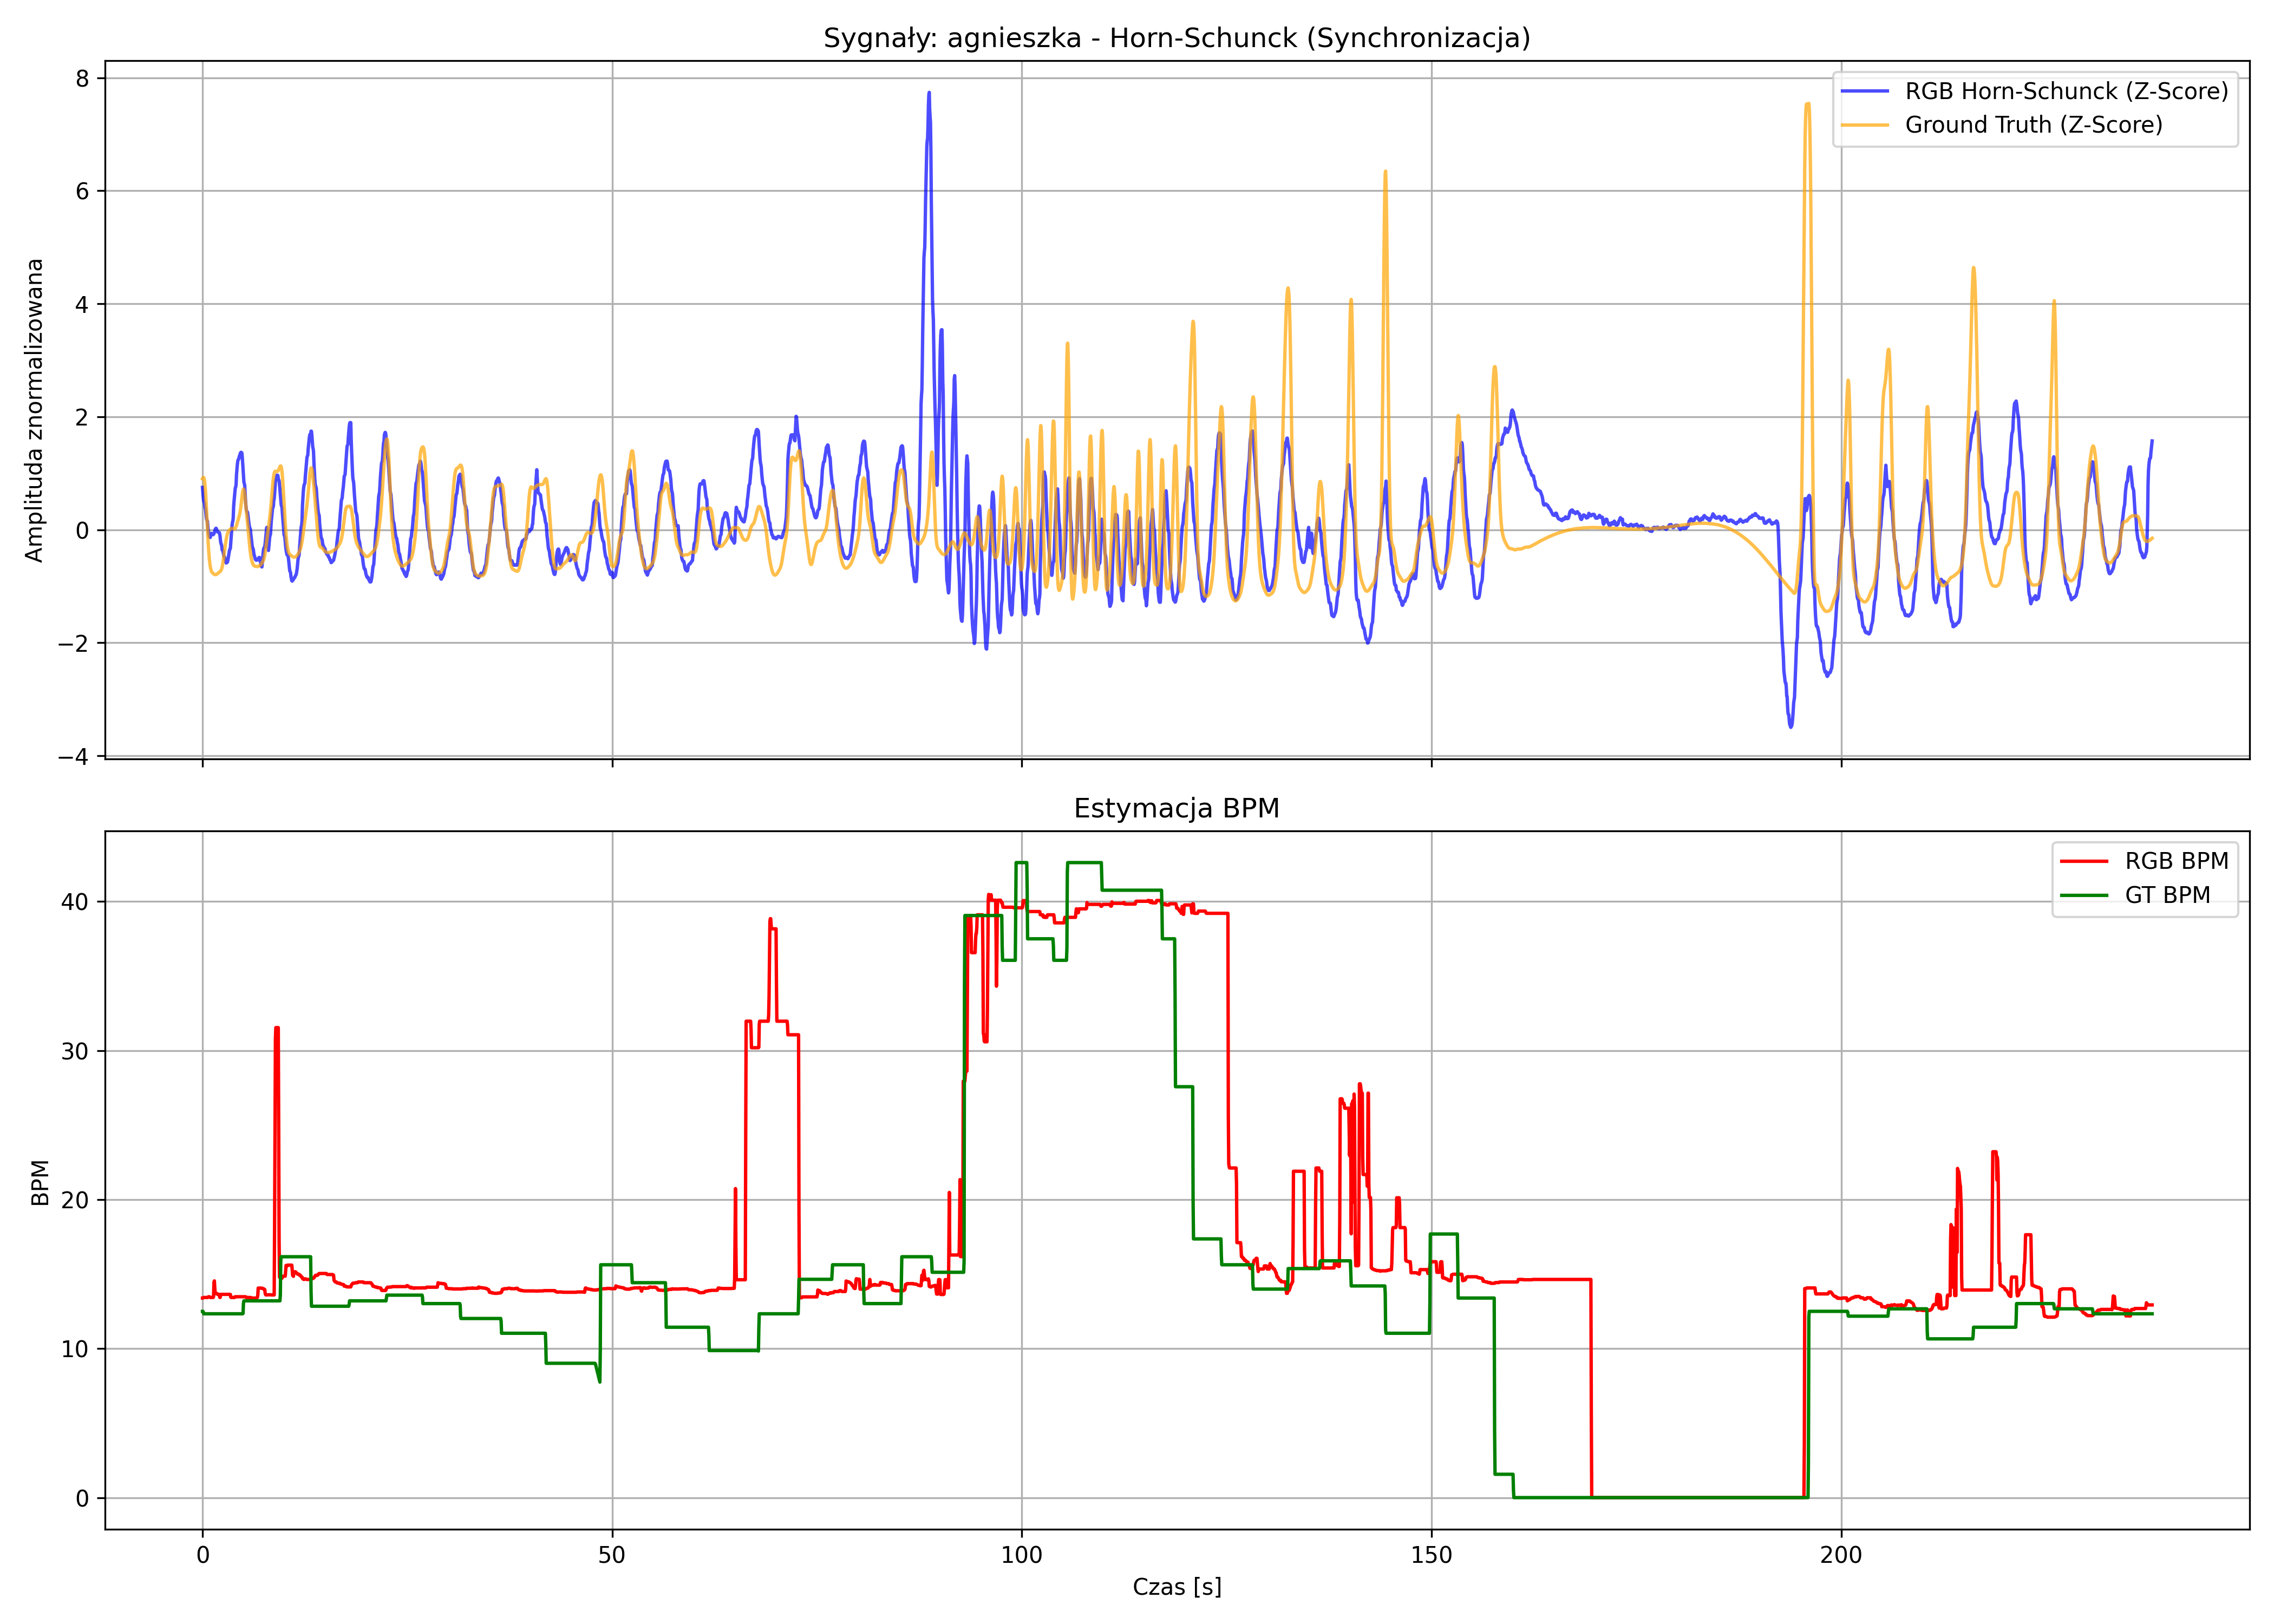 Sygnały: agnieszka - Horn-Schunck (Synchronizacja)
RGB Horn-Schunck (Z-Score)
Ground Truth (Z-Score)
Amplituda znormalizowana
8
6
4
2
0
−2
−4
Estymacja BPM
RGB BPM
GT BPM
BPM
40
30
20
10
0
0
50
100
150
200
Czas [s]